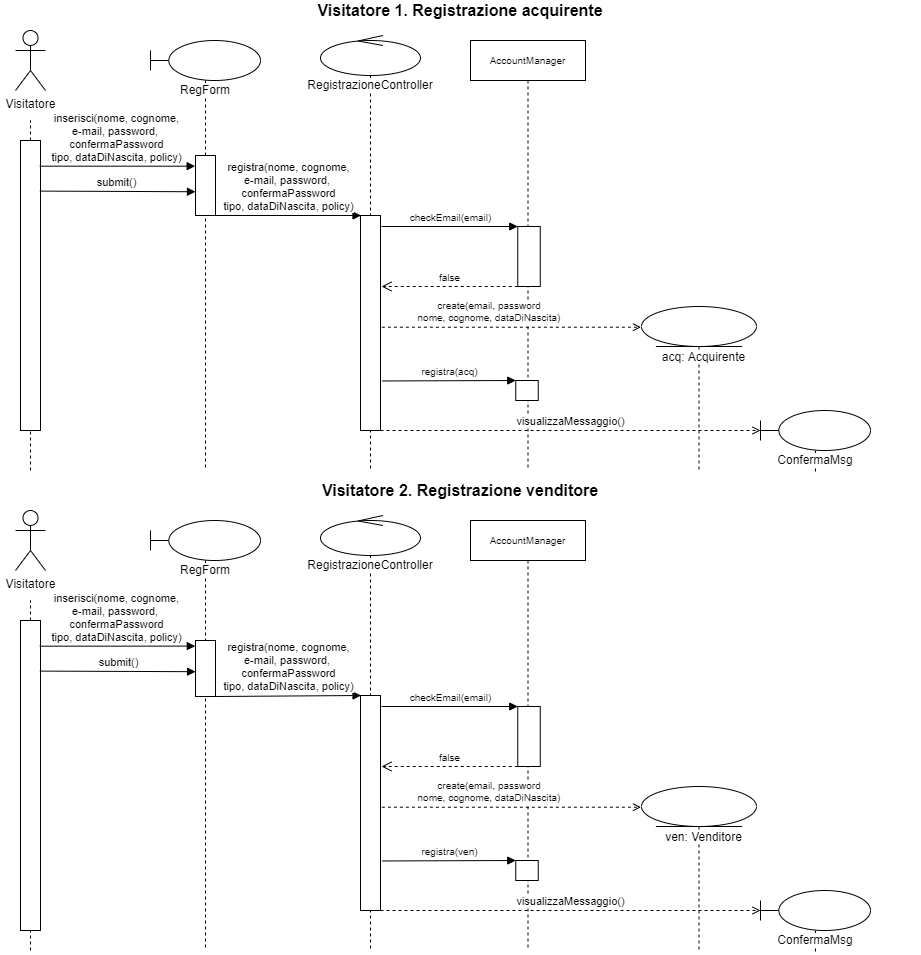 Visitatore 1. Registrazione acquirente
AccountManager
RegForm
RegistrazioneController
Visitatore
inserisci(nome, cognome,
e-mail, password,
confermaPassword
tipo, dataDiNascita, policy)
submit()
registra(nome, cognome,
e-mail, password,
confermaPassword
tipo, dataDiNascita, policy)
checkEmail(email)
false
create(email, password
nome, cognome, dataDiNascita)
acq: Acquirente
registra(acq)
visualizzaMessaggio()
ConfermaMsg
Visitatore 2. Registrazione venditore
AccountManager
RegForm
RegistrazioneController
Visitatore
inserisci(nome, cognome,
e-mail, password,
confermaPassword
tipo, dataDiNascita, policy)
submit()
registra(nome, cognome,
e-mail, password,
confermaPassword
tipo, dataDiNascita, policy)
checkEmail(email)
false
create(email, password
nome, cognome, dataDiNascita)
ven: Venditore
registra(ven)
visualizzaMessaggio()
ConfermaMsg